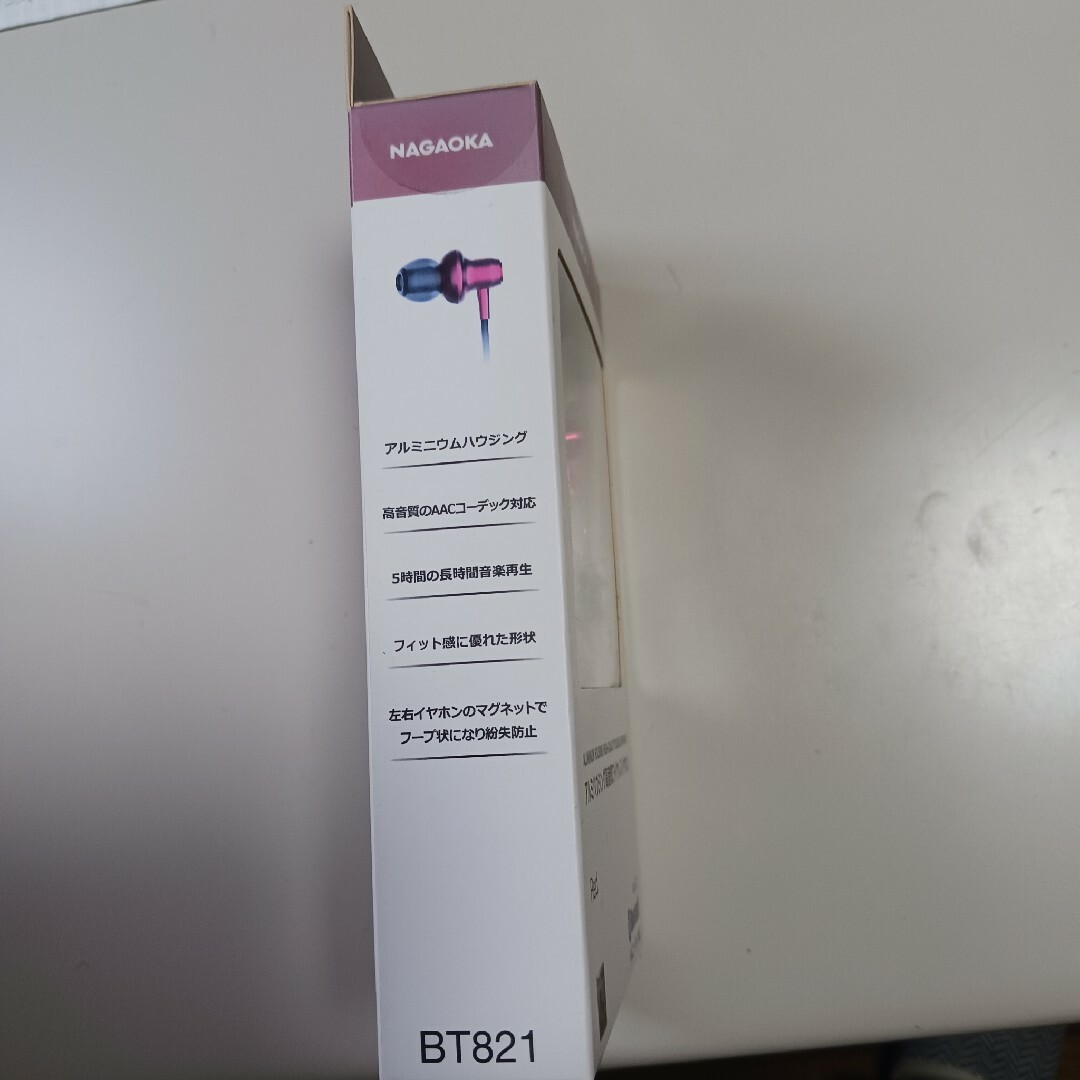 NAGAOKA
アルミニウムハウジング
高音質のAACコーデック対応
5時間の長時間音楽再生
フィット感に優れた形状
左右イヤホンのマグネットで
フープ状になり紛失防止
Red
BT821